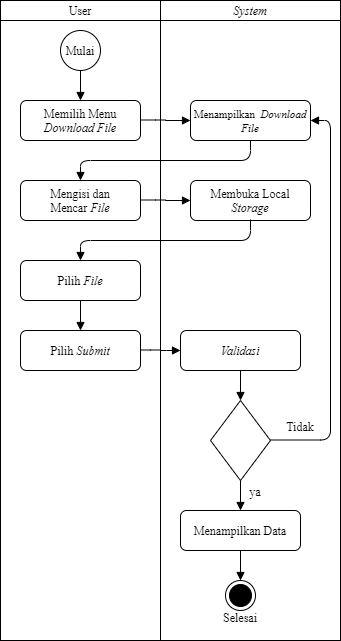 User
System
Mulai
Memilih Menu
Download File
Menampilkan Download
File
Mengisi dan
Mencar File
Membuka Local
Storage
Pilih File
Pilih Submit
Validasi
Tidak
ya
Menampilkan Data
Selesai